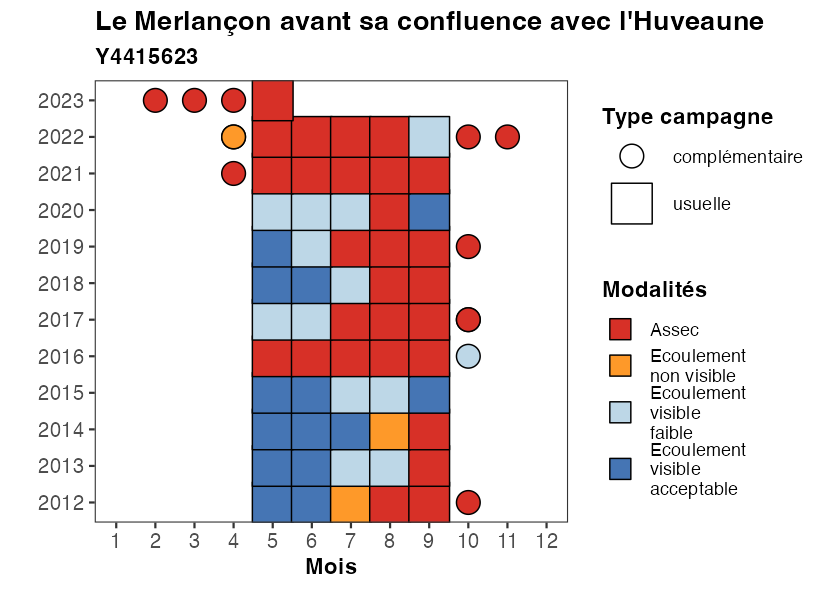 Le Merlançon avant sa confluence avec l'Huveaune
Y4415623
2023
2022
2021
2020
2019
2018
2017
2016
2015
2014
2013
2012
1 2 3 4 5 6 7 8 9 10 11 12
Mois
Type campagne
complémentaire
usuelle
Modalités
Assec
Ecoulement
non visible
Ecoulement
visible
faible
Ecoulement
visible
acceptable